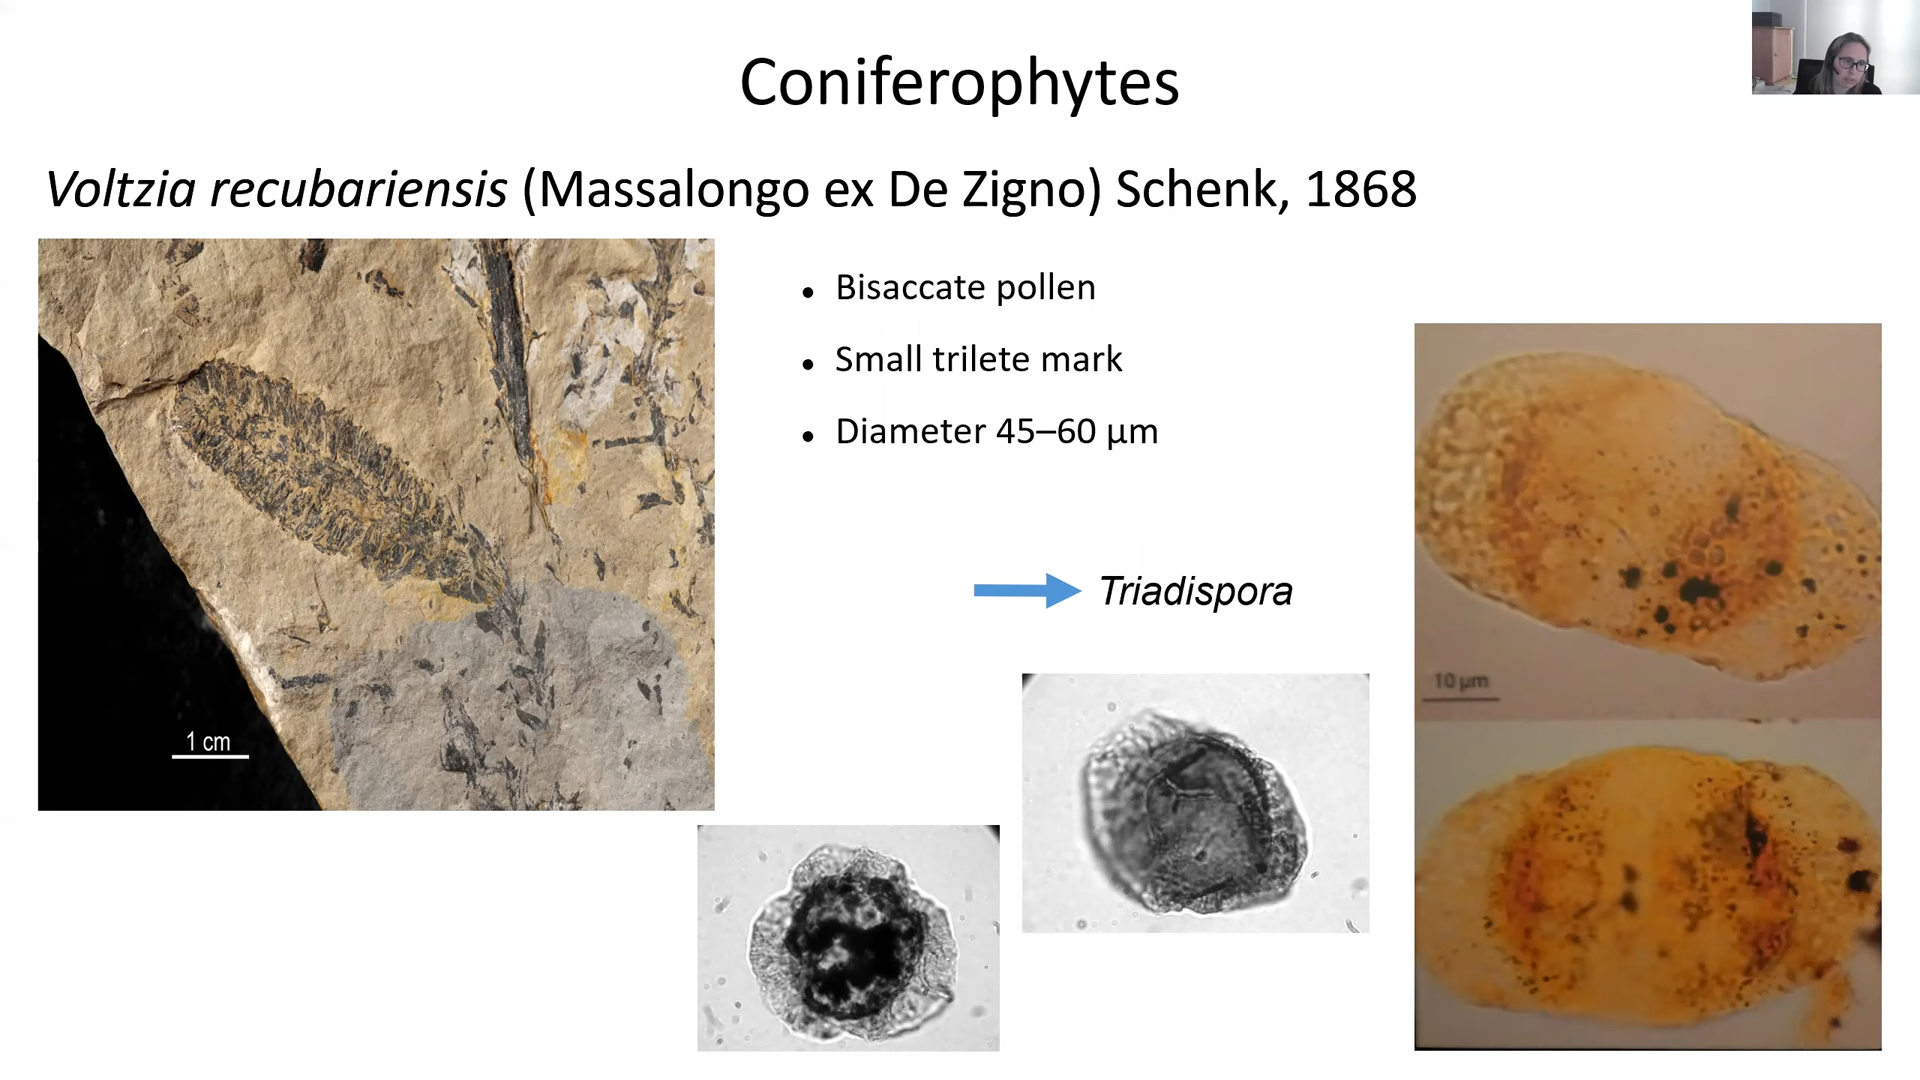 Coniferophytes
Voltzia recubariensis (Massalongo ex De Zigno) Schenk, 1868
• Bisaccate pollen
• Small trilete mark
• Diameter 45–60 µm
Triadispora
10 µm
1 cm